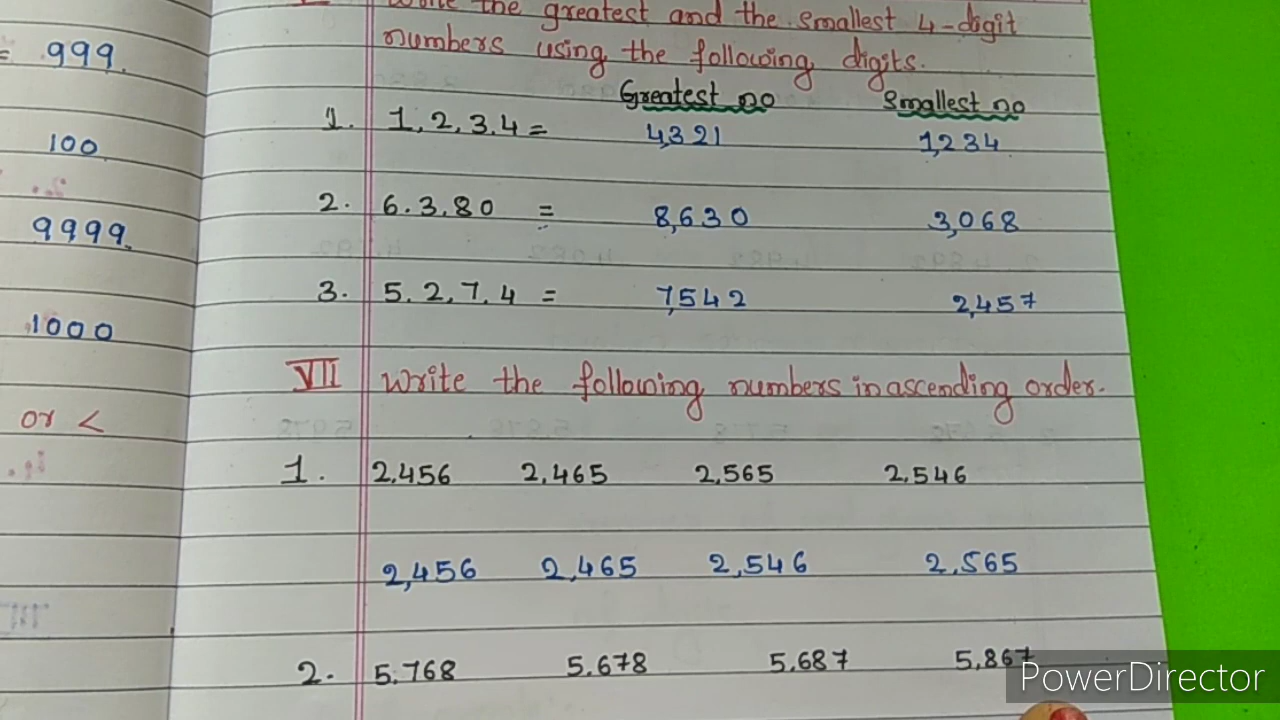 = 999.
100
9999.
1000
or <
Write the greatest and the smallest 4-digit
numbers using the following digits.
Greatest no Smallest no
1. 1,2,3,4 = 4,321 1,234
2. 6.3.80 = 8,630 3,068
3. 5.2,7,4 = 7,542 2,457
VII Write the following numbers in ascending order.
1. 2,456 2,465 2,565 2,546
2,456 2,465 2,546 2,565
2. 5,768 5,678 5,687 5,867
PowerDirector